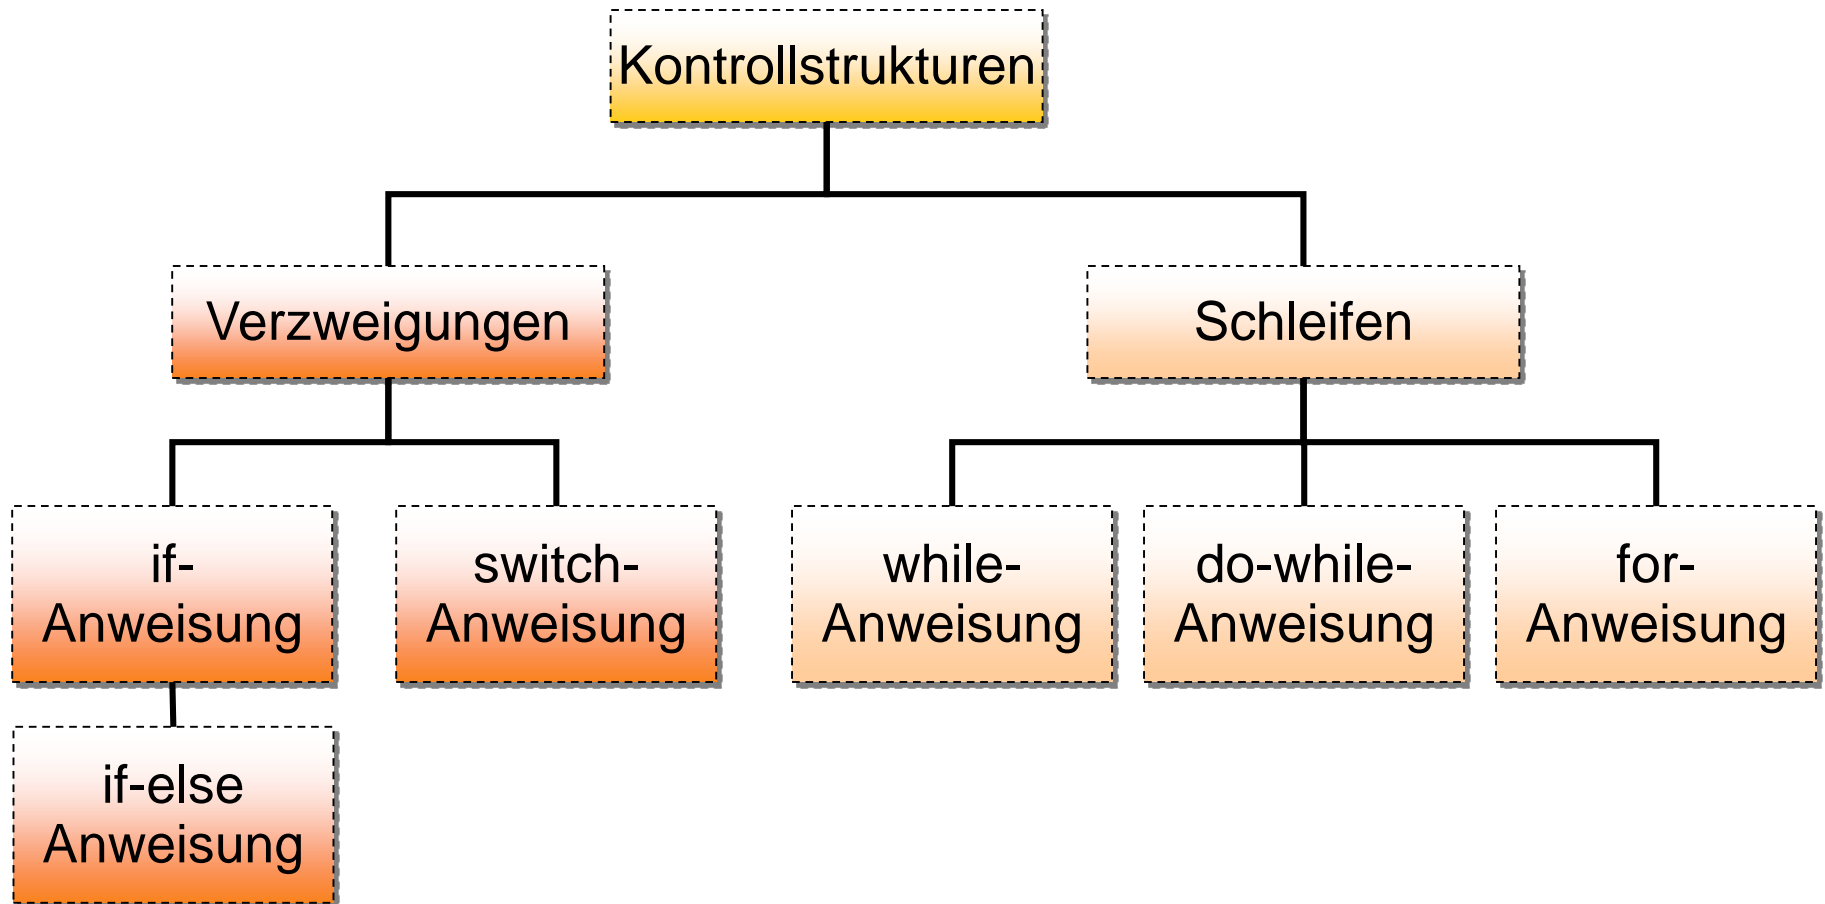 Kontrollstrukturen
Verzweigungen
Schleifen
if-
Anweisung
switch-
Anweisung
while-
Anweisung
do-while-
Anweisung
for-
Anweisung
if-else
Anweisung